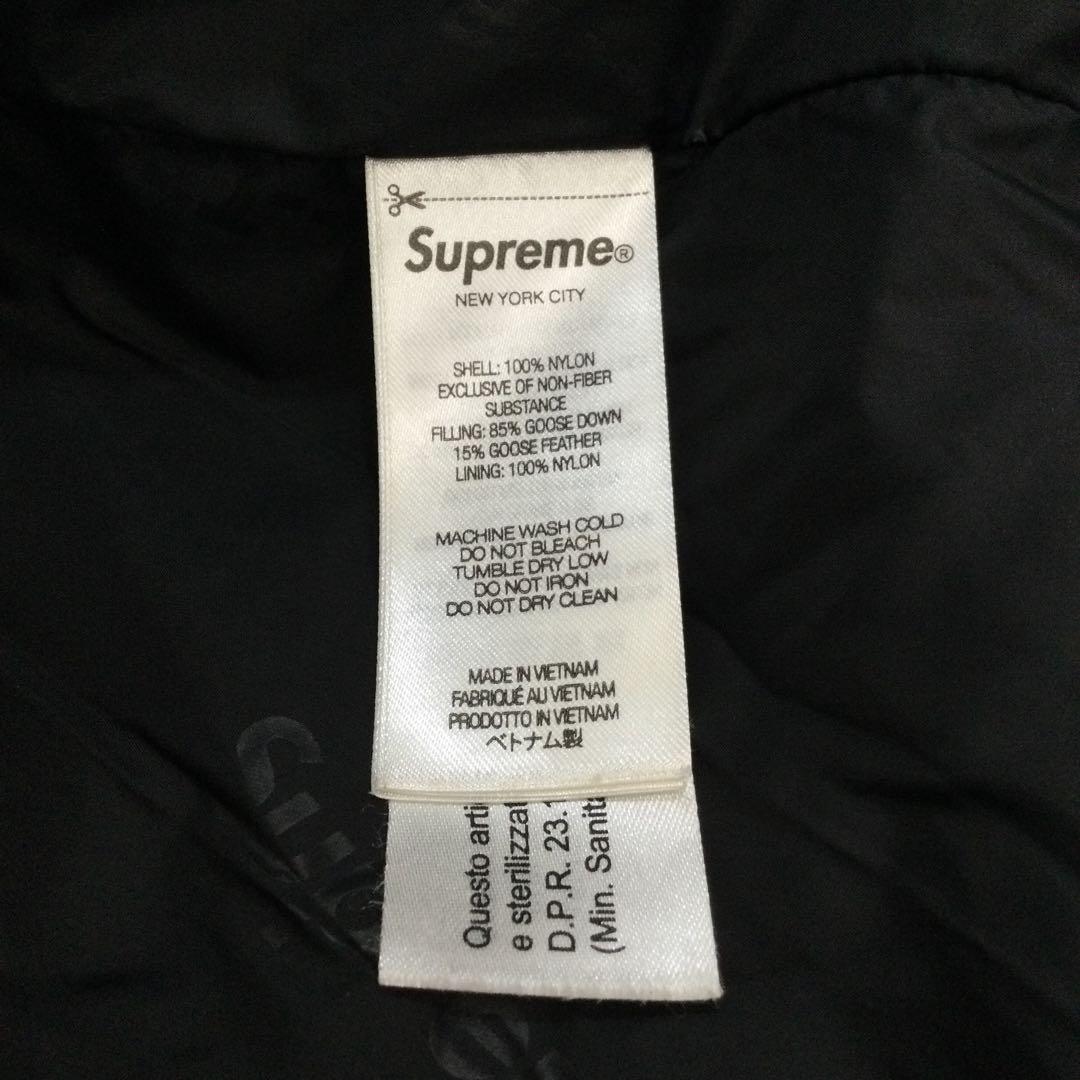 Supreme®
NEW YORK CITY
SHELL: 100% NYLON
EXCLUSIVE OF NON-FIBER
SUBSTANCE
FILLING: 85% GOOSE DOWN
15% GOOSE FEATHER
LINING: 100% NYLON
MACHINE WASH COLD
DO NOT BLEACH
TUMBLE DRY LOW
DO NOT IRON
DO NOT DRY CLEAN
MADE IN VIETNAM
FABRIQUÉ AU VIETNAM
PRODOTTO IN VIETNAM
ベトナム製
Questo arti
e sterilizzat
D.P.R. 23.1
(Min. Sanit